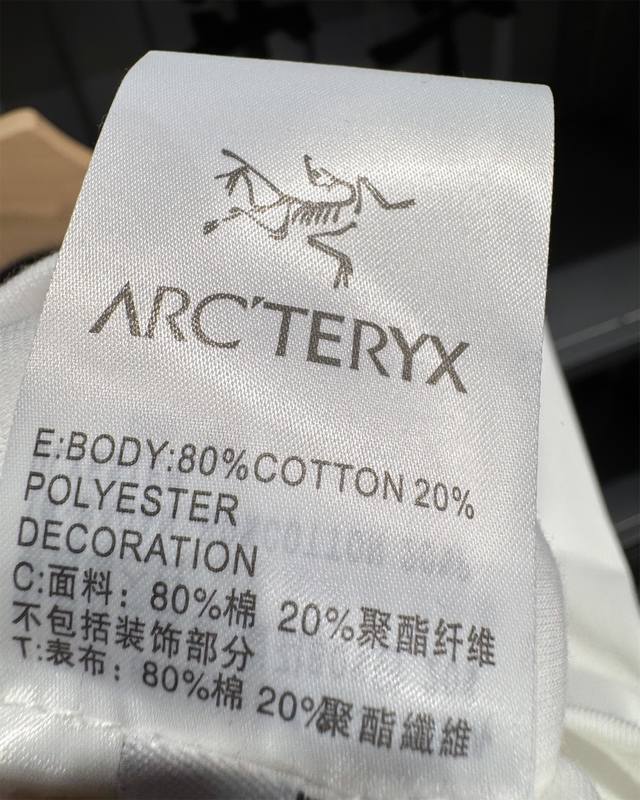 ARC'TERYX
E:BODY:80%COTTON 20%
POLYESTER
DECORATION
C:面料：80%棉 20%聚酯纤维
不包括装饰部分
T:表布：80%棉 20%聚酯纖維